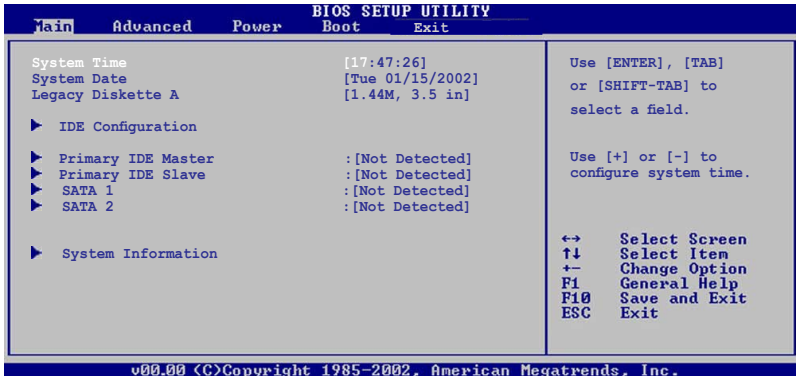 BIOS SETUP UTILITY
Main Advanced Power Boot Exit
System Time [17:47:26]
System Date [Tue 01/15/2002]
Legacy Diskette A [1.44M, 3.5 in]
IDE Configuration
Primary IDE Master :[Not Detected]
Primary IDE Slave :[Not Detected]
SATA 1 :[Not Detected]
SATA 2 :[Not Detected]
System Information
Use [ENTER], [TAB]
or [SHIFT-TAB] to
select a field.
Use [+] or [-] to
configure system time.
←→ Select Screen
↑↓ Select Item
+- Change Option
F1 General Help
F10 Save and Exit
ESC Exit
v00.00 (C)Copyright 1985-2002, American Megatrends, Inc.